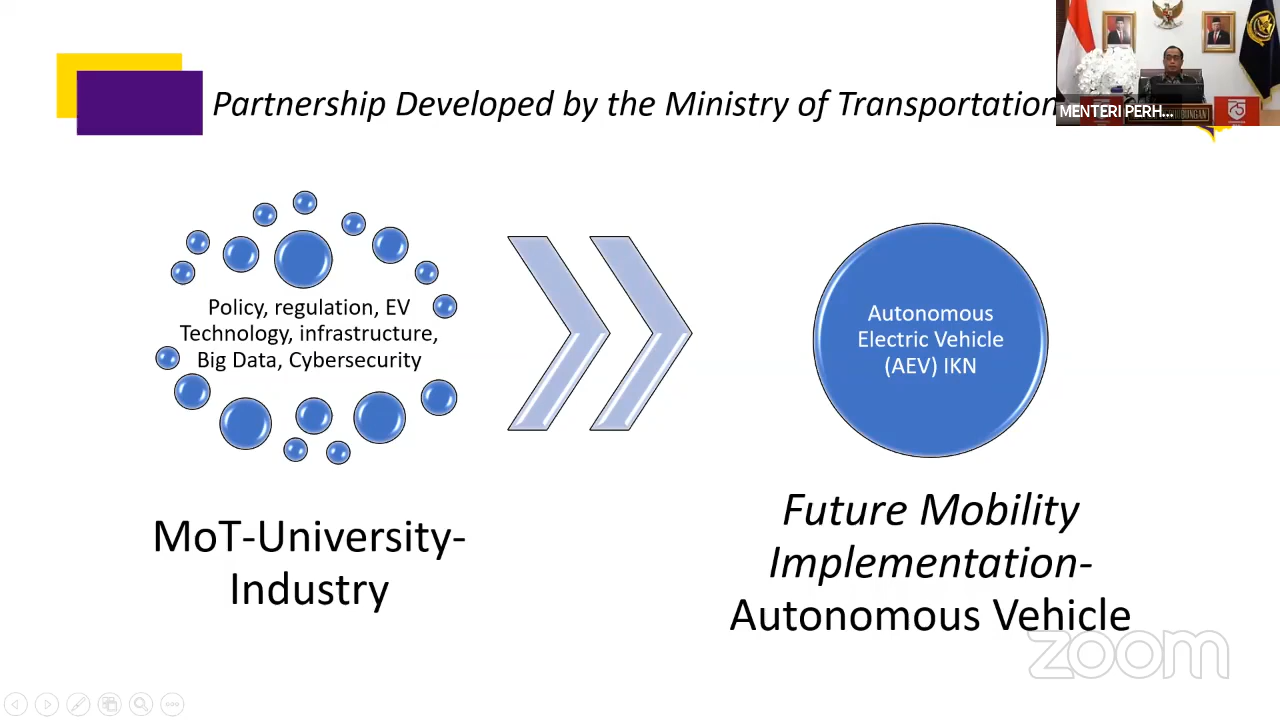 Partnership Developed by the Ministry of Transportation
MENTERI PERH...
75
Policy, regulation, EV
Technology, infrastructure,
Big Data, Cybersecurity
Autonomous
Electric Vehicle
(AEV) IKN
MoT-University-
Industry
Future Mobility
Implementation-
Autonomous Vehicle
zoom